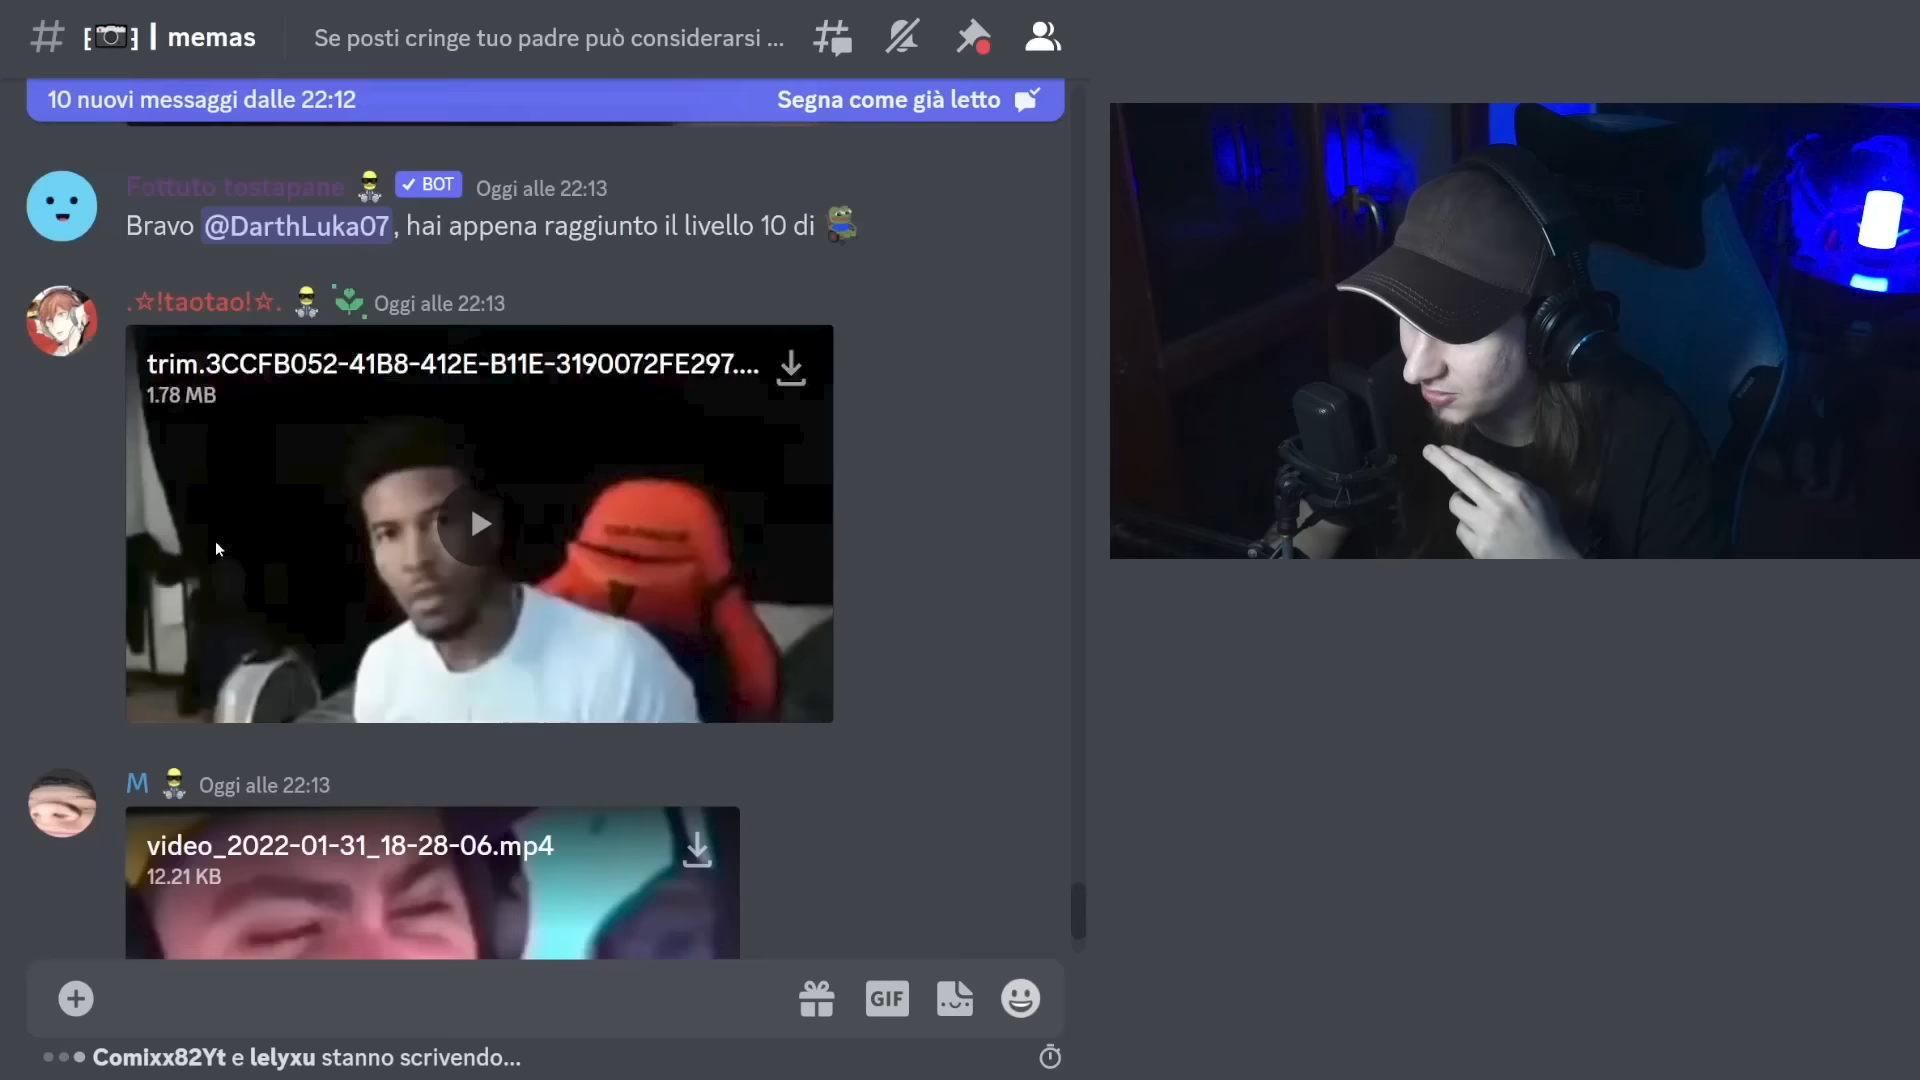 | memas
Se posti cringe tuo padre può considerarsi ...
10 nuovi messaggi dalle 22:12
Segna come già letto
Fottuto tostapane BOT Oggi alle 22:13
Bravo @DarthLuka07, hai appena raggiunto il livello 10 di
.☆!taotao!☆. Oggi alle 22:13
trim.3CCFB052-41B8-412E-B11E-3190072FE297....
1.78 MB
M Oggi alle 22:13
video_2022-01-31_18-28-06.mp4
12.21 KB
GIF
Comixx82Yt e lelyxu stanno scrivendo...